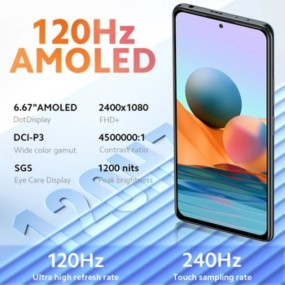 120Hz
AMOLED
6.67"AMOLED
DotDisplay
2400x1080
FHD+
DCI-P3
Wide color gamut
4500000:1
Contrast ratio
SGS
Eye Care Display
1200 nits
Peak brightness
120Hz
120Hz
Ultra high refresh rate
240Hz
Touch sampling rate